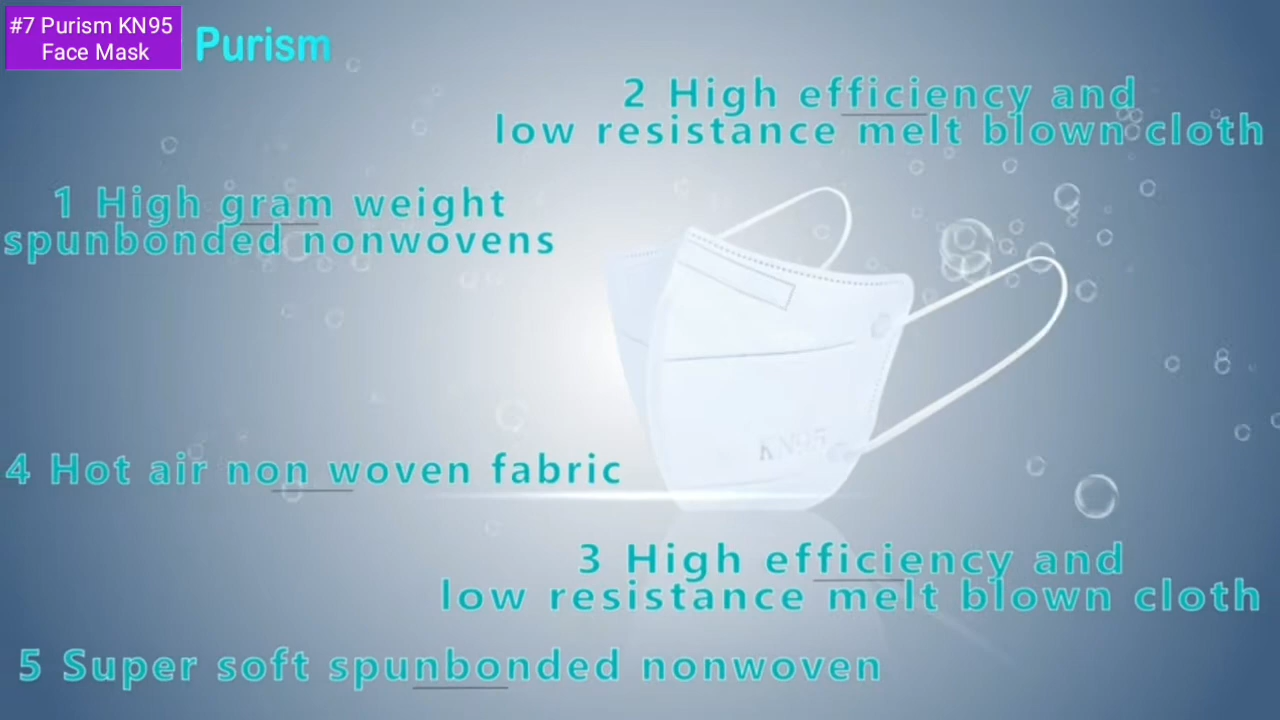 #7 Purism KN95
Face Mask
Purism
2 High efficiency and
low resistance melt blown cloth
1 High gram weight
spunbonded nonwovens
KN95
4 Hot air non woven fabric
3 High efficiency and
low resistance melt blown cloth
5 Super soft spunbonded nonwoven